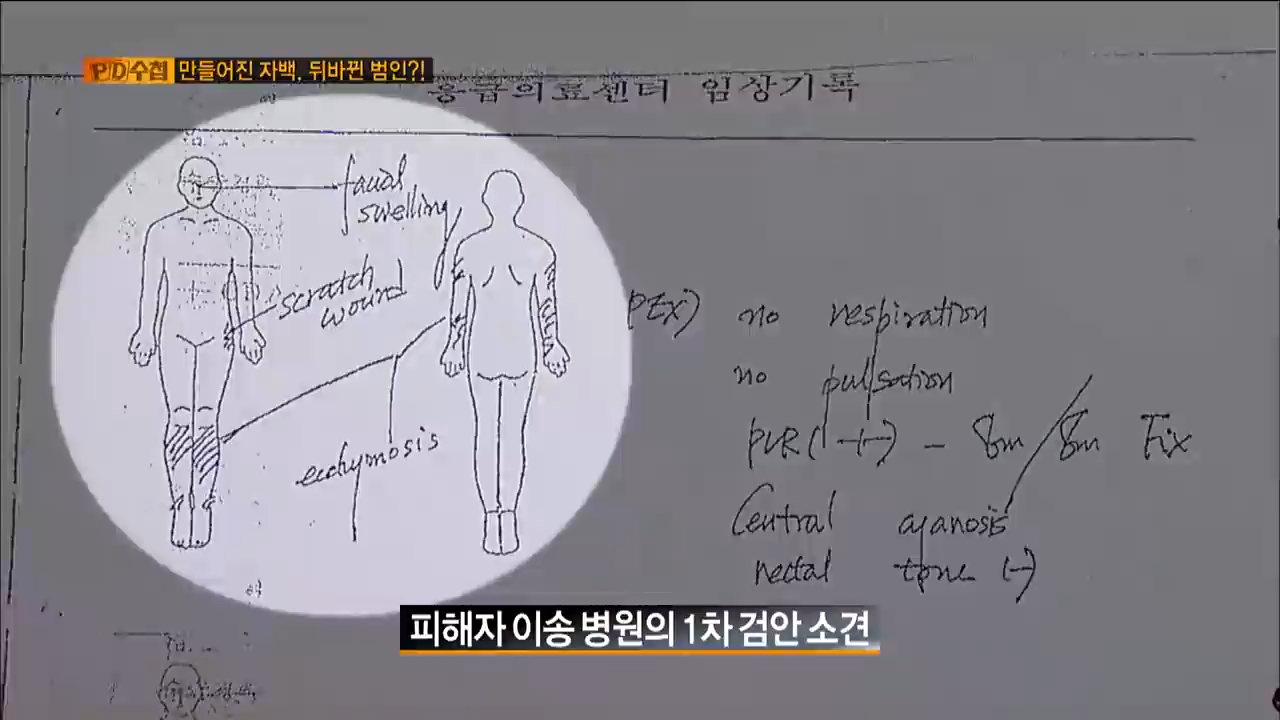 PD수첩 만들어진 자백, 뒤바뀐 범인?!
응급의료센터 임상기록
facial
swelling
scratch
wound
ecchymosis
PEx) no respiration
no pulsation
PLR(-/-) - 8m/8m Fix
Central cyanosis
rectal tone (-)
피해자 이송 병원의 1차 검안 소견